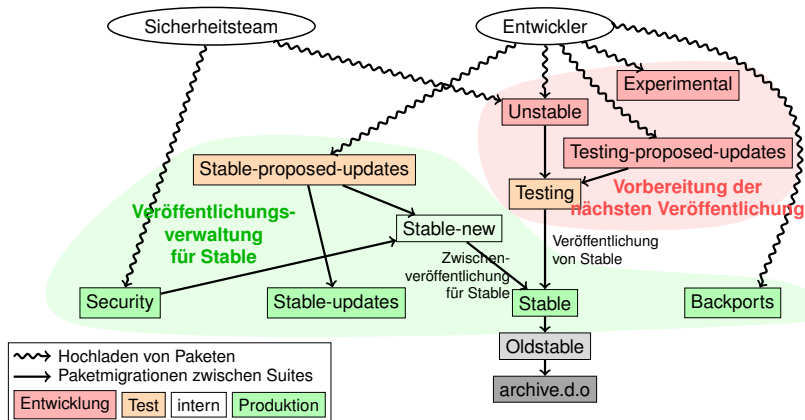 Sicherheitsteam
Entwickler
Experimental
Unstable
Testing-proposed-updates
Stable-proposed-updates
Testing
Vorbereitung der
nächsten Veröffentlichung
Veröffentlichungs-
verwaltung
für Stable
Stable-new
Veröffentlichung
von Stable
Zwischen-
veröffentlichung
für Stable
Security
Stable-updates
Stable
Backports
Oldstable
archive.d.o
Hochladen von Paketen
Paketmigrationen zwischen Suites
Entwicklung
Test
intern
Produktion